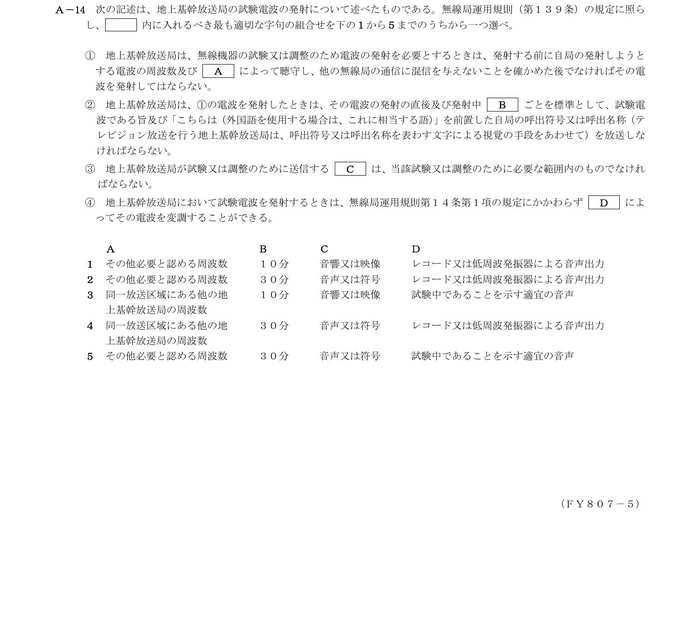 A－14 次の記述は、地上基幹放送局の試験電波の発射について述べたものである。無線局運用規則（第１３９条）の規定に照ら
し、　　　内に入れるべき最も適切な字句の組合せを下の1から5までのうちから一つ選べ。
① 地上基幹放送局は、無線機器の試験又は調整のため電波の発射を必要とするときは、発射する前に自局の発射しようと
する電波の周波数及び A によって聴守し、他の無線局の通信に混信を与えないことを確かめた後でなければその電
波を発射してはならない。
② 地上基幹放送局は、①の電波を発射したときは、その電波の発射の直後及び発射中 B ごとを標準として、試験電
波である旨及び「こちらは（外国語を使用する場合は、これに相当する語）」を前置した自局の呼出符号又は呼出名称（テ
レビジョン放送を行う地上基幹放送局は、呼出符号又は呼出名称を表わす文字による視覚の手段をあわせて）を放送しな
ければならない。
③ 地上基幹放送局が試験又は調整のために送信する C は、当該試験又は調整のために必要な範囲内のものでなけれ
ばならない。
④ 地上基幹放送局において試験電波を発射するときは、無線局運用規則第１４条第１項の規定にかかわらず D によ
ってその電波を変調することができる。
A B C D
1 その他必要と認める周波数 １０分 音響又は映像 レコード又は低周波発振器による音声出力
2 その他必要と認める周波数 ３０分 音声又は符号 レコード又は低周波発振器による音声出力
3 同一放送区域にある他の地 １０分 音響又は映像 試験中であることを示す適宜の音声
上基幹放送局の周波数
4 同一放送区域にある他の地 ３０分 音声又は符号 レコード又は低周波発振器による音声出力
上基幹放送局の周波数
5 その他必要と認める周波数 ３０分 音声又は符号 試験中であることを示す適宜の音声
（ＦＹ８０７－５）